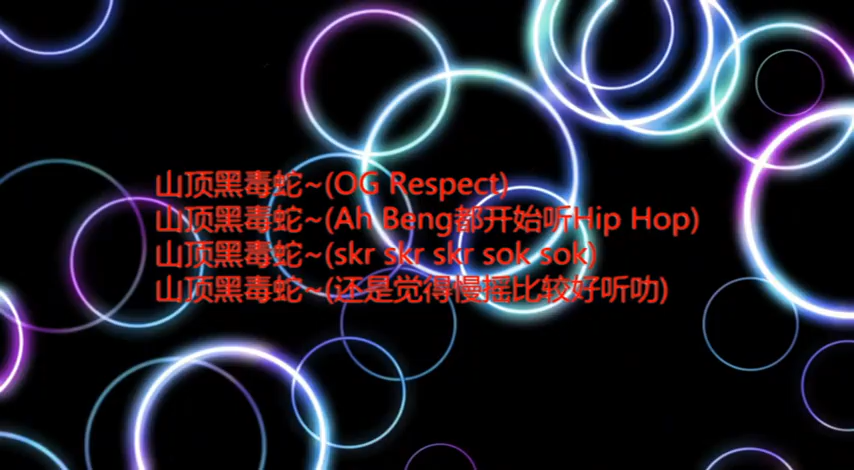 山顶黑毒蛇~(OG Respect)
山顶黑毒蛇~(Ah Beng都开始听Hip Hop)
山顶黑毒蛇~(skr skr skr sok sok)
山顶黑毒蛇~(还是觉得慢摇比较好听叻)